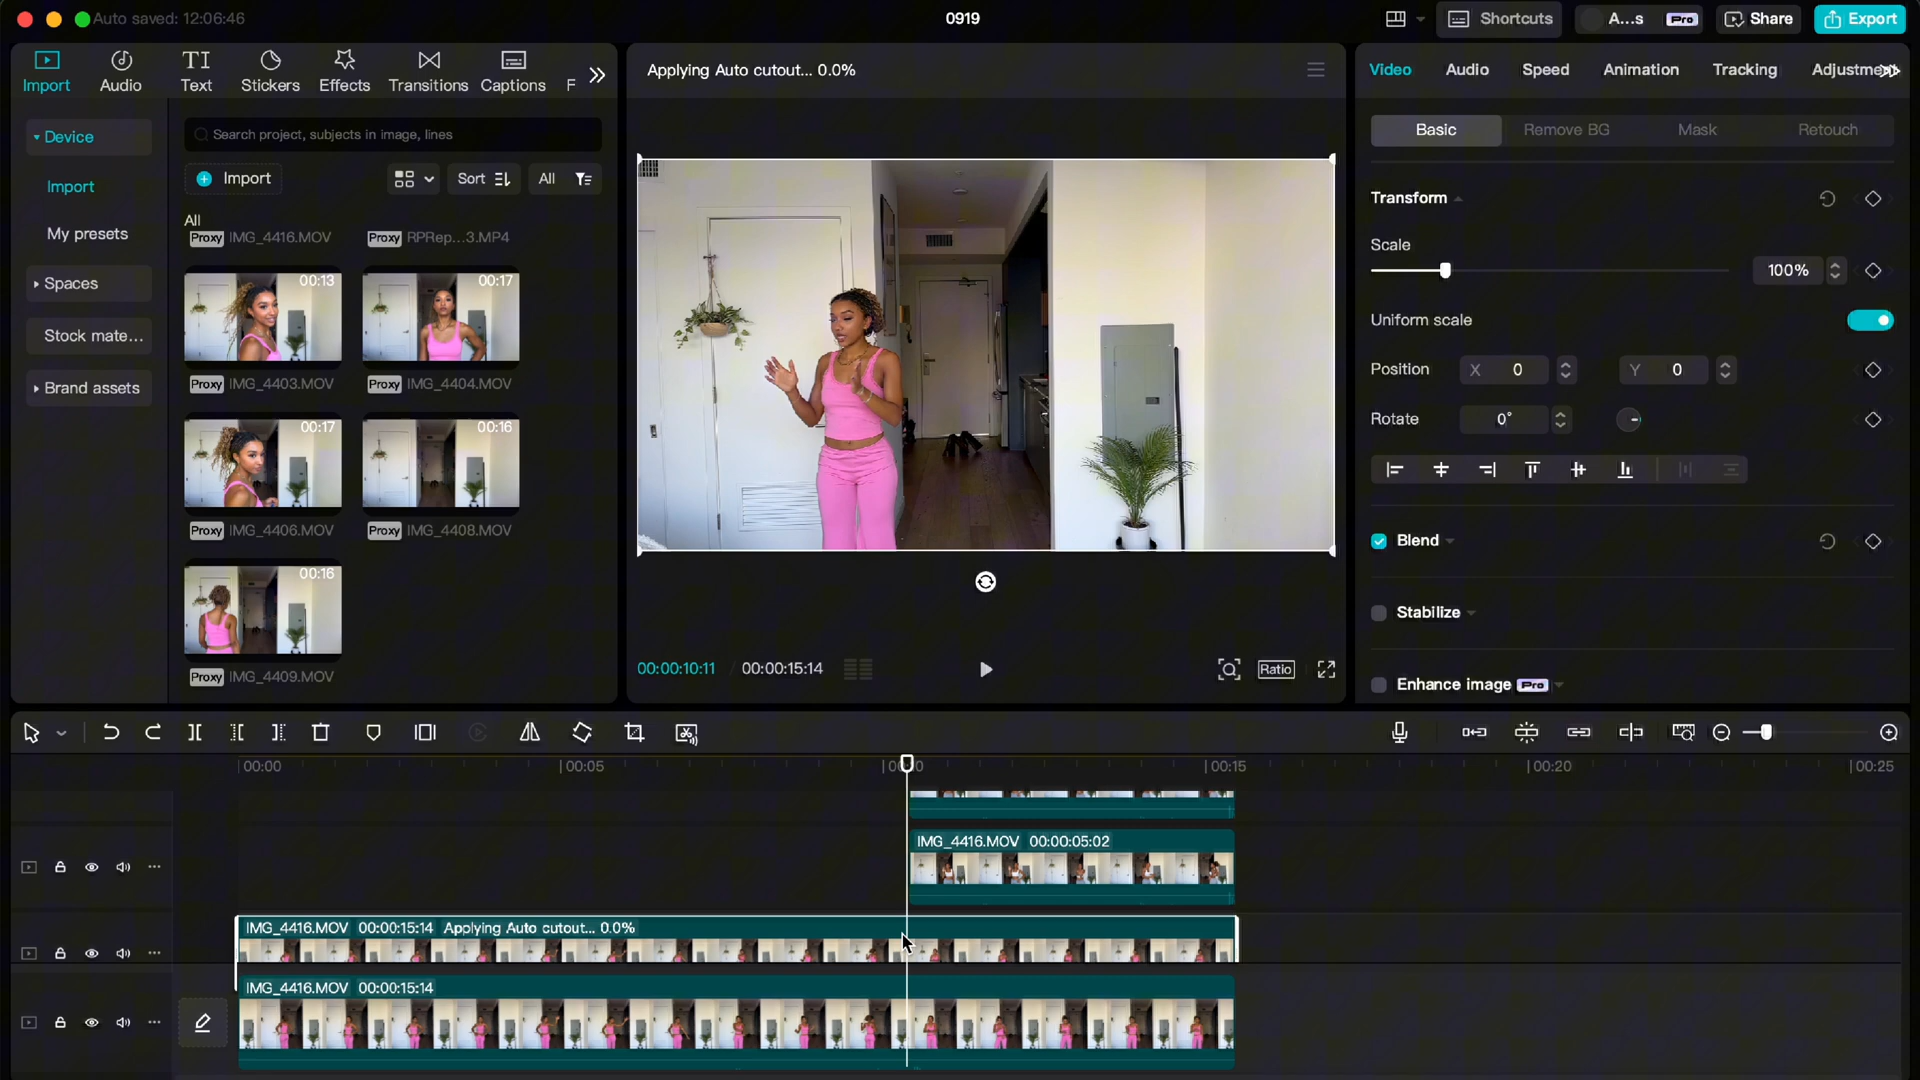 Auto saved: 12:06:46
0919
Shortcuts
A...s
Pro
Share
Export
Import
Audio
Text
Stickers
Effects
Transitions
Captions
F
Device
Import
My presets
Spaces
Stock mate...
Brand assets
Search project, subjects in image, lines
Import
Sort
All
All
Proxy IMG_4416.MOV
Proxy RPRep...3.MP4
00:13
00:17
Proxy IMG_4403.MOV
Proxy IMG_4404.MOV
00:17
00:16
Proxy IMG_4406.MOV
Proxy IMG_4408.MOV
00:16
Proxy IMG_4409.MOV
Applying Auto cutout... 0.0%
00:00:10:11 / 00:00:15:14
Ratio
Video
Audio
Speed
Animation
Tracking
Basic
Remove BG
Mask
Retouch
Transform
Scale
100%
Uniform scale
Position
X 0
Y 0
Rotate
0°
Blend
Stabilize
Enhance image Pro
00:00
00:05
00:15
00:20
00:25
IMG_4416.MOV 00:00:05:02
IMG_4416.MOV 00:00:15:14 Applying Auto cutout... 0.0%
IMG_4416.MOV 00:00:15:14